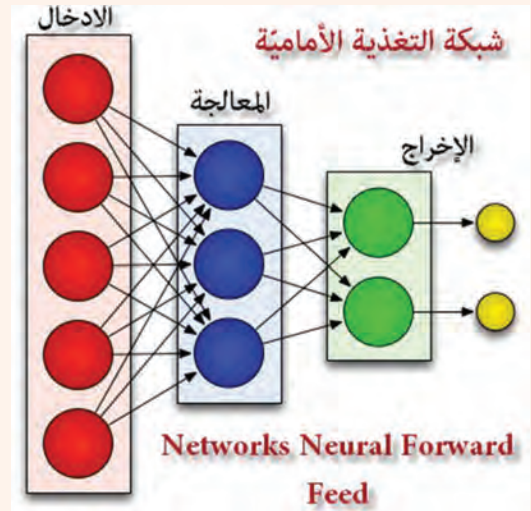 الادخال
شبكة التغذية الأماميّة
المعالجة
الإخراج
Networks Neural Forward
Feed